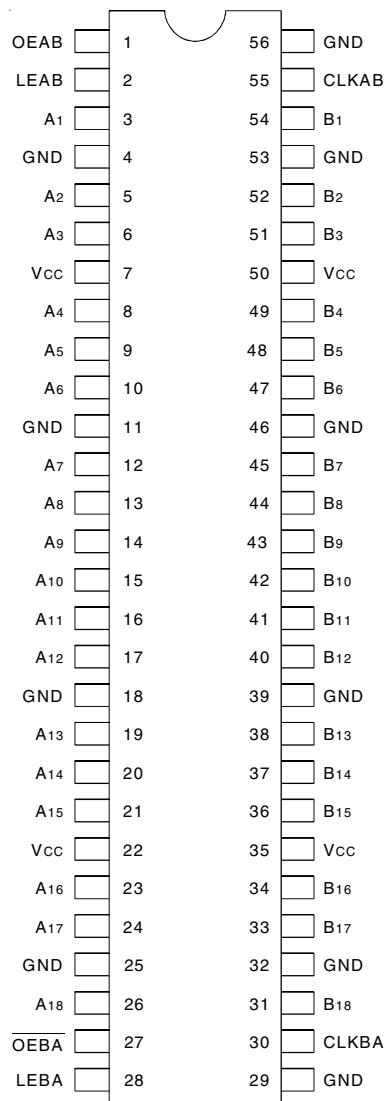 OEAB 1 56 GND
LEAB 2 55 CLKAB
A1 3 54 B1
GND 4 53 GND
A2 5 52 B2
A3 6 51 B3
VCC 7 50 VCC
A4 8 49 B4
A5 9 48 B5
A6 10 47 B6
GND 11 46 GND
A7 12 45 B7
A8 13 44 B8
A9 14 43 B9
A10 15 42 B10
A11 16 41 B11
A12 17 40 B12
GND 18 39 GND
A13 19 38 B13
A14 20 37 B14
A15 21 36 B15
VCC 22 35 VCC
A16 23 34 B16
A17 24 33 B17
GND 25 32 GND
A18 26 31 B18
O̅E̅B̅A̅ 27 30 CLKBA
LEBA 28 29 GND